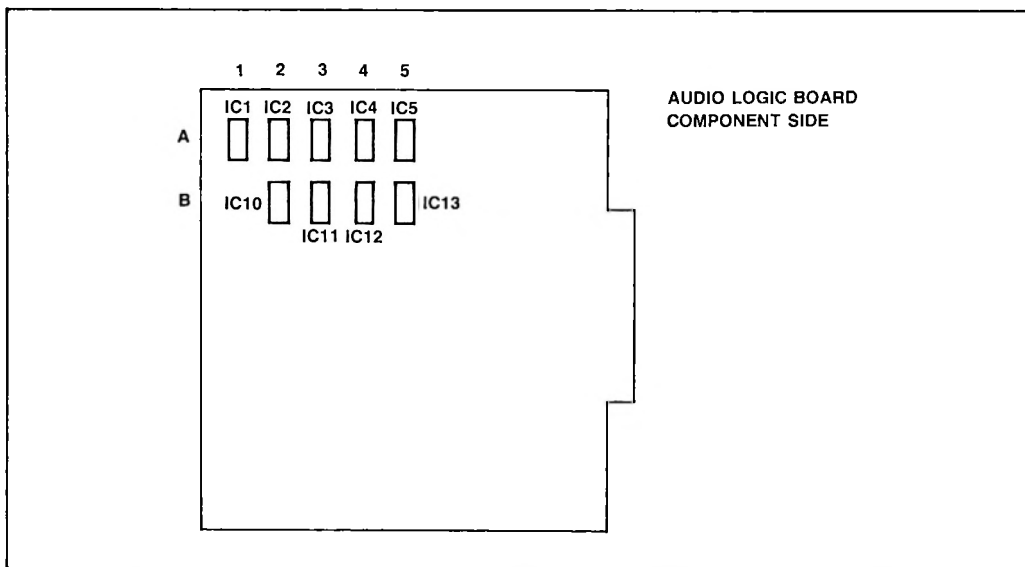 1 2 3 4 5
AUDIO LOGIC BOARD
COMPONENT SIDE
IC1 IC2 IC3 IC4 IC5
A
B
IC10
IC13
IC11 IC12